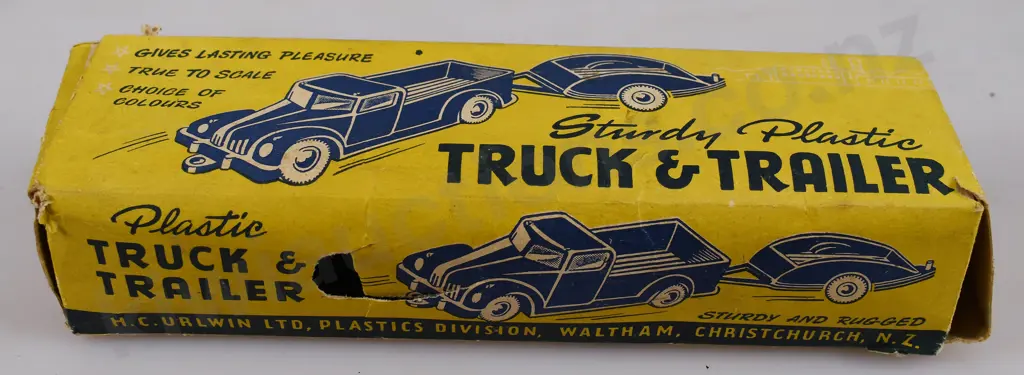 GIVES LASTING PLEASURE
TRUE TO SCALE
CHOICE OF
COLOURS
Sturdy Plastic
TRUCK & TRAILER
Plastic
TRUCK &
TRAILER
STURDY AND RUGGED
H.C. URLWIN LTD, PLASTICS DIVISION, WALTHAM, CHRISTCHURCH, N.Z.